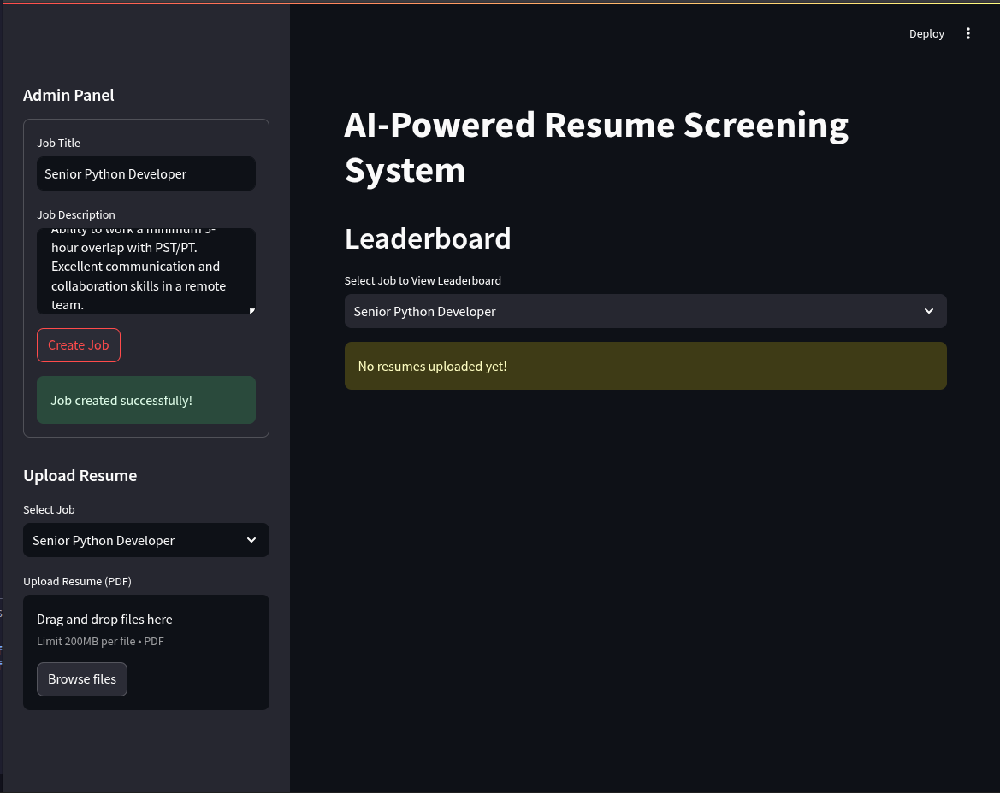 Deploy
Admin Panel
Job Title
Senior Python Developer
Job Description
Ability to work a minimum 5-
hour overlap with PST/PT.
Excellent communication and
collaboration skills in a remote
team.
Create Job
Job created successfully!
Upload Resume
Select Job
Senior Python Developer
Upload Resume (PDF)
Drag and drop files here
Limit 200MB per file • PDF
Browse files
AI-Powered Resume Screening
System
Leaderboard
Select Job to View Leaderboard
Senior Python Developer
No resumes uploaded yet!